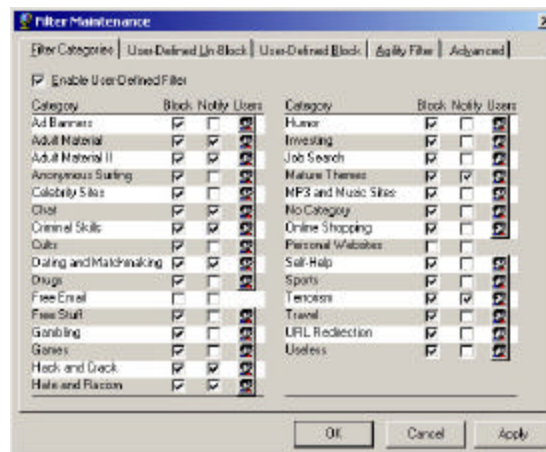 Filter Maintenance
Filter Categories User-Defined Un-Block User-Defined Block Agility Filter Advanced
Enable User-Defined Filter
Category Block Notify Users
Ad Banners
Adult Material
Adult Material II
Anonymous Surfing
Celebrity Sites
Chat
Criminal Skills
Cults
Dating and Matchmaking
Drugs
Free Email
Free Stuff
Gambling
Games
Hack and Crack
Hate and Racism
Category Block Notify Users
Humor
Investing
Job Search
Mature Themes
MP3 and Music Sites
No Category
Online Shopping
Personal Websites
Self-Help
Sports
Terrorism
Travel
URL Redirection
Useless
OK Cancel Apply